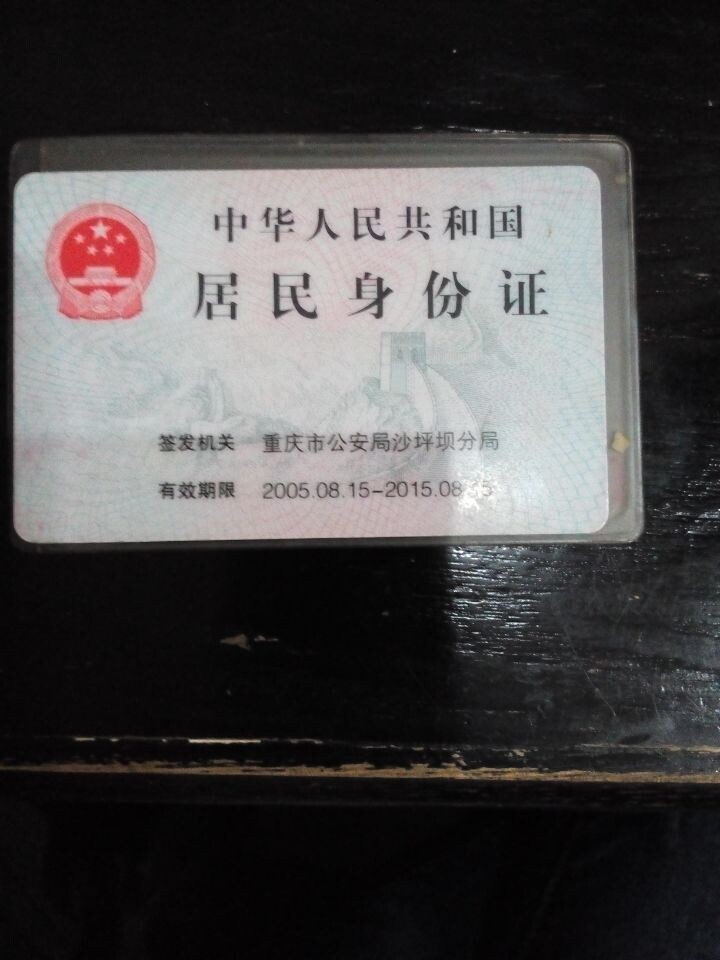 中华人民共和国
居民身份证
签发机关 重庆市公安局沙坪坝分局
有效期限 2005.08.15-2015.08.15